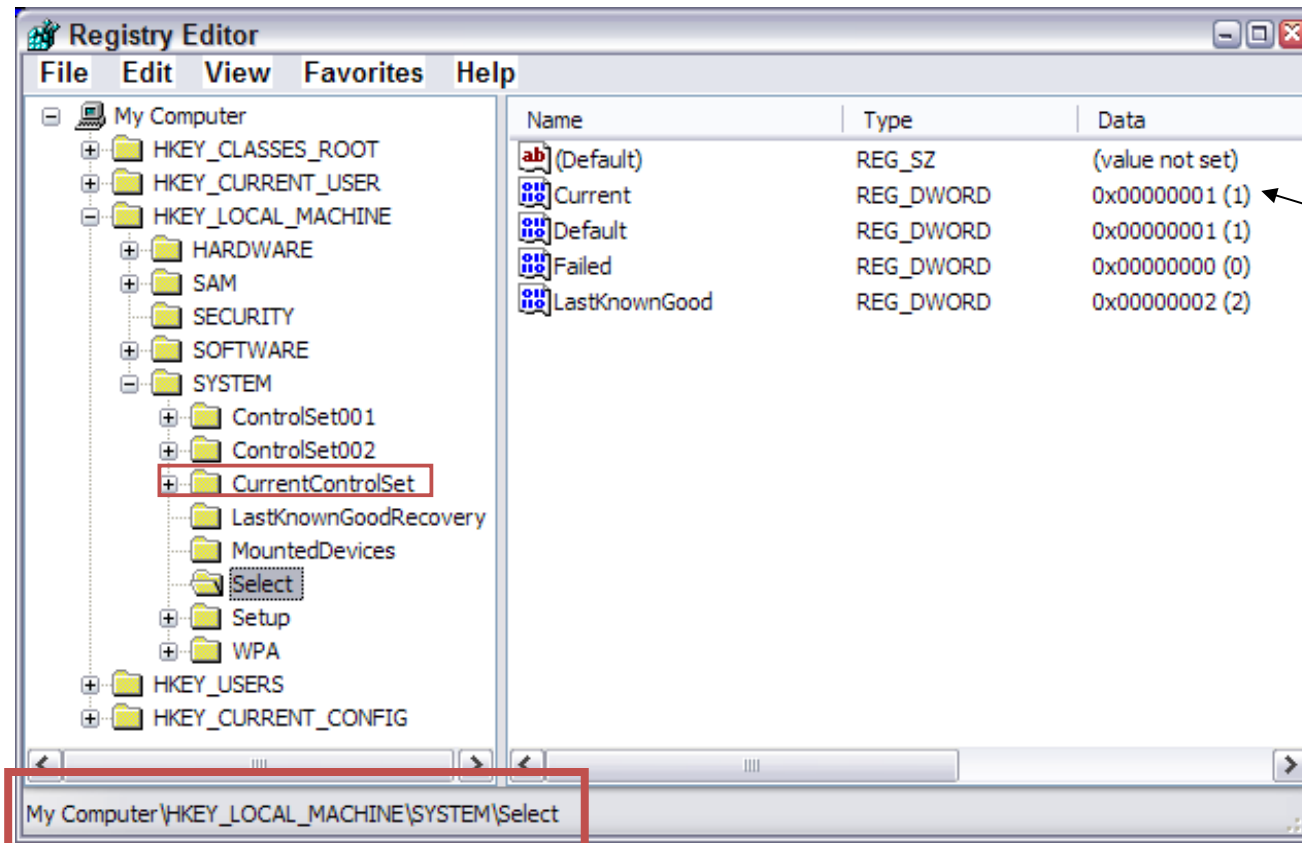 Registry Editor
File Edit View Favorites Help
My Computer
HKEY_CLASSES_ROOT
HKEY_CURRENT_USER
HKEY_LOCAL_MACHINE
HARDWARE
SAM
SECURITY
SOFTWARE
SYSTEM
ControlSet001
ControlSet002
CurrentControlSet
LastKnownGoodRecovery
MountedDevices
Select
Setup
WPA
HKEY_USERS
HKEY_CURRENT_CONFIG
Name Type Data
(Default) REG_SZ (value not set)
Current REG_DWORD 0x00000001 (1)
Default REG_DWORD 0x00000001 (1)
Failed REG_DWORD 0x00000000 (0)
LastKnownGood REG_DWORD 0x00000002 (2)
My Computer\HKEY_LOCAL_MACHINE\SYSTEM\Select